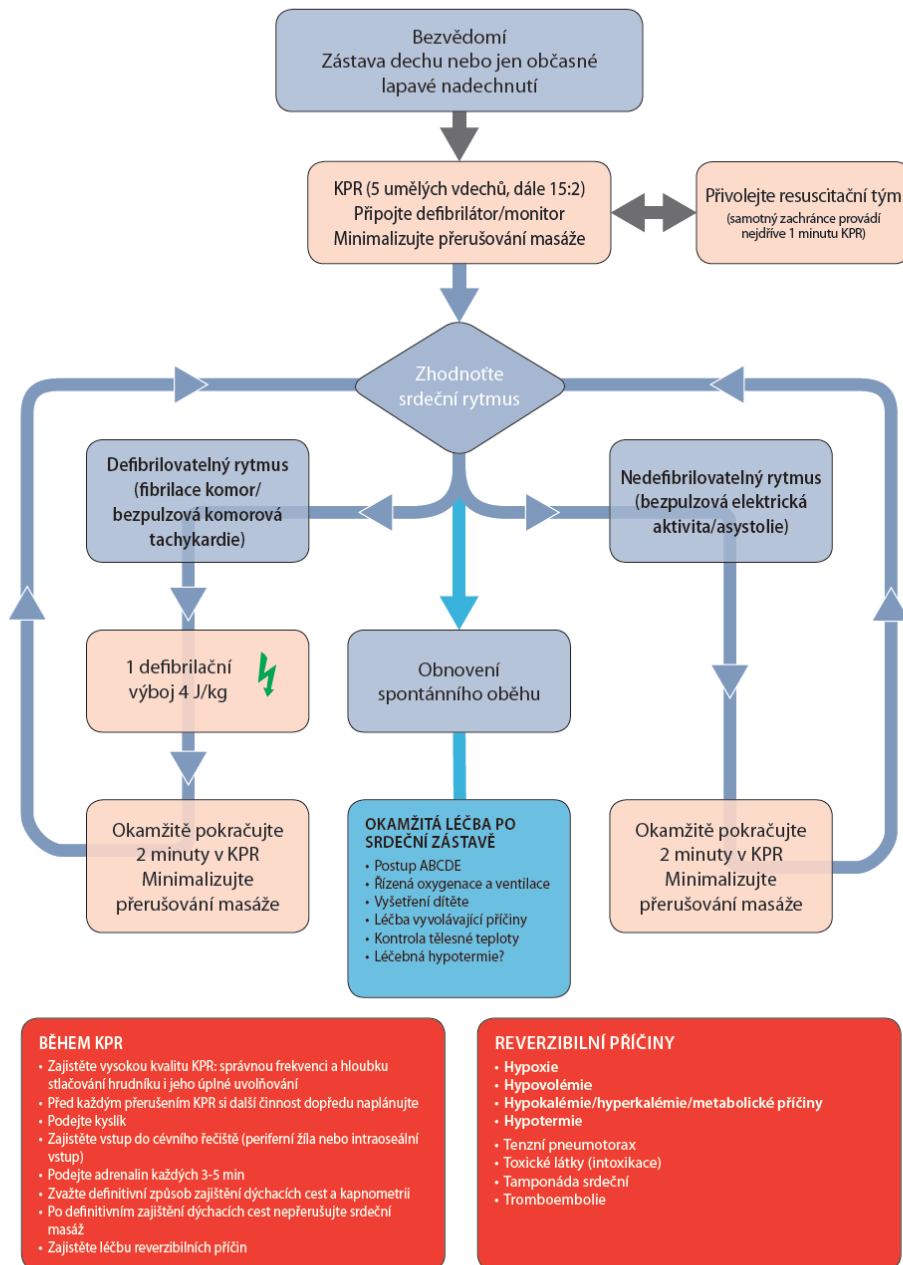 Bezvědomí
Zástava dechu nebo jen občasné
lapavé nadechnutí
KPR (5 umělých vdechů, dále 15:2)
Připojte defibrilátor/monitor
Minimalizujte přerušování masáže
Přivolejte resuscitační tým
(samotný zachránce provádí
nejdříve 1 minutu KPR)
Zhodnoťte
srdeční rytmus
Defibrilovatelný rytmus
(fibrilace komor/
bezpulzová komorová
tachykardie)
Nedefibrilovatelný rytmus
(bezpulzová elektrická
aktivita/asystolie)
1 defibrilační
výboj 4 J/kg
Obnovení
spontánního oběhu
Okamžitě pokračujte
2 minuty v KPR
Minimalizujte
přerušování masáže
OKAMŽITÁ LÉČBA PO
SRDEČNÍ ZÁSTAVĚ
• Postup ABCDE
• Řízená oxygenace a ventilace
• Vyšetření dítěte
• Léčba vyvolávající příčiny
• Kontrola tělesné teploty
• Léčebná hypotermie?
Okamžitě pokračujte
2 minuty v KPR
Minimalizujte
přerušování masáže
BĚHEM KPR
• Zajistěte vysokou kvalitu KPR: správnou frekvenci a hloubku
stlačování hrudníku i jeho úplné uvolňování
• Před každým přerušením KPR si další činnost dopředu naplánujte
• Podejte kyslík
• Zajistěte vstup do cévního řečiště (periferní žíla nebo intraoseální
vstup)
• Podejte adrenalin každých 3-5 min
• Zvažte definitivní způsob zajištění dýchacích cest a kapnometrii
• Po definitivním zajištění dýchacích cest nepřerušujte srdeční
masáž
• Zajistěte léčbu reverzibilních příčin
REVERZIBILNÍ PŘÍČINY
• Hypoxie
• Hypovolémie
• Hypokalémie/hyperkalémie/metabolické příčiny
• Hypotermie
• Tenzní pneumotorax
• Toxické látky (intoxikace)
• Tamponáda srdeční
• Tromboembolie